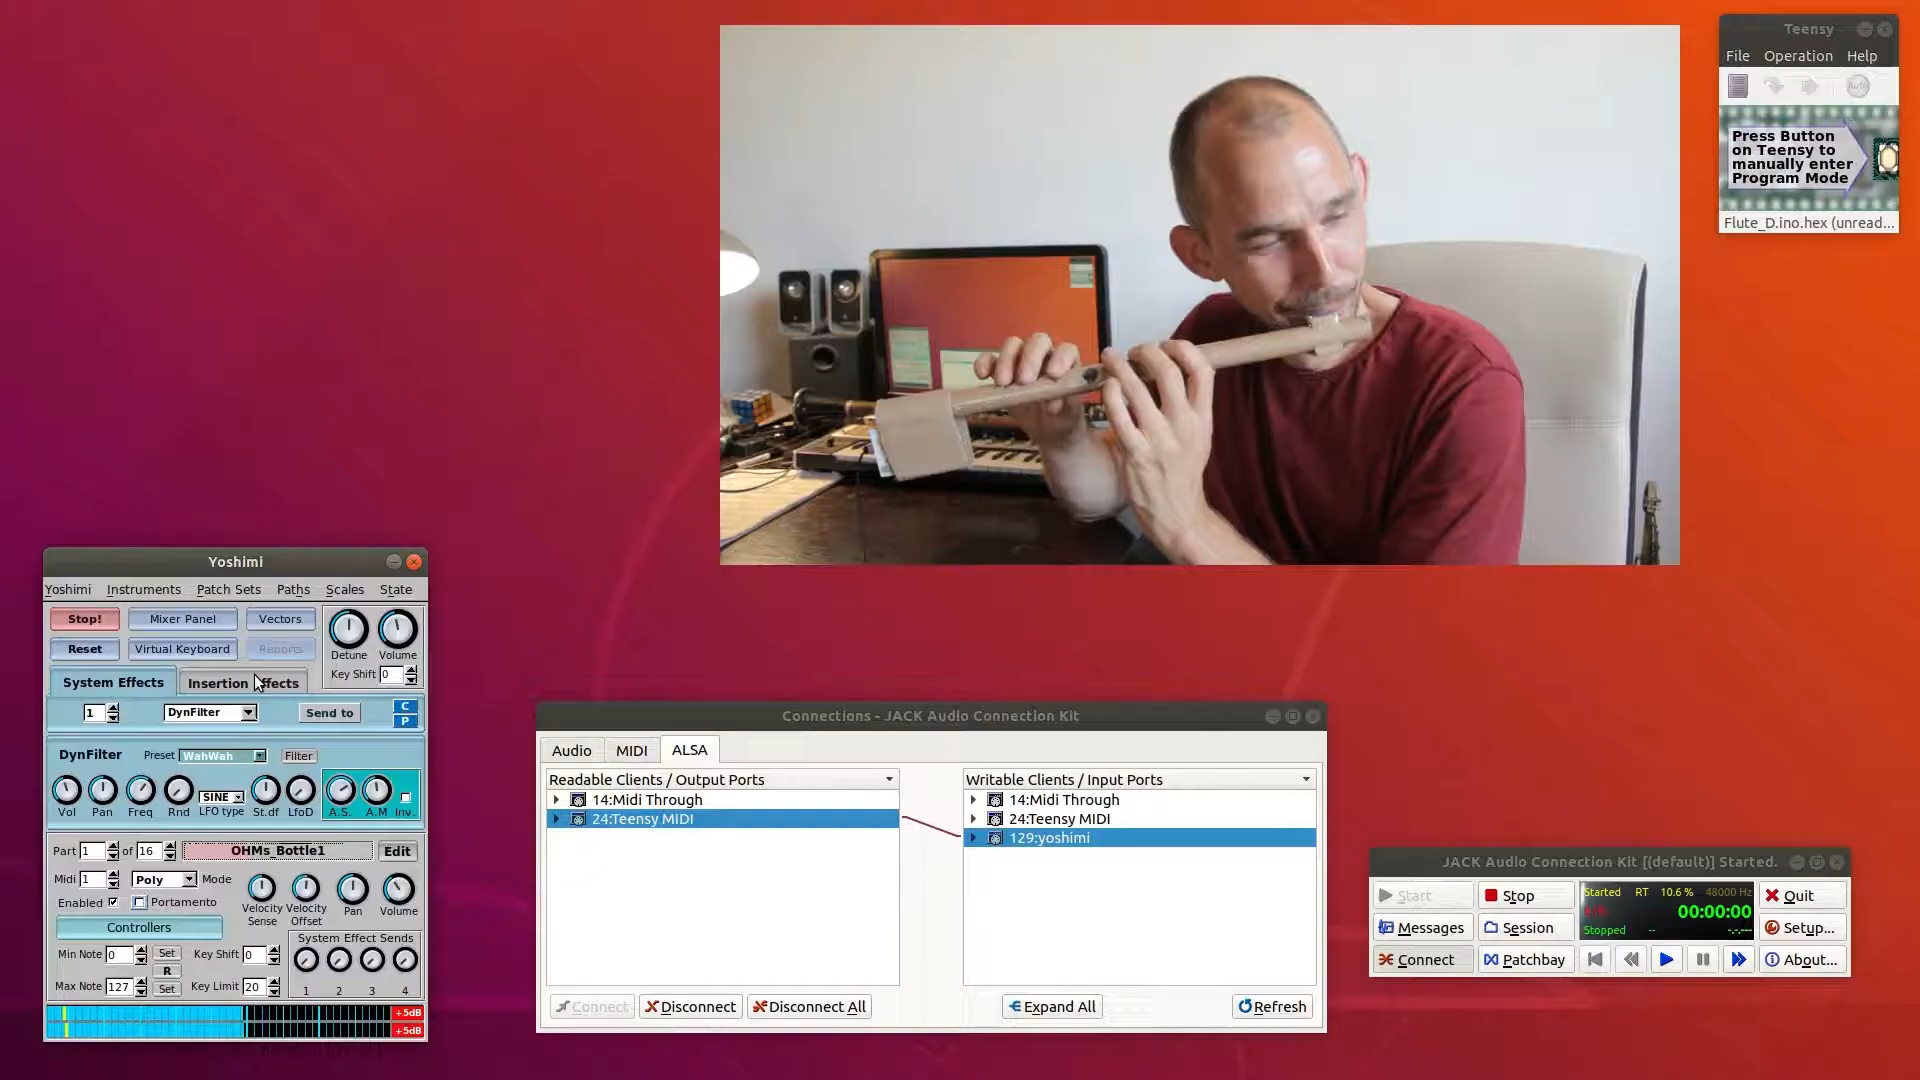 Teensy
File Operation Help
Auto
Press Button
on Teensy to
manually enter
Program Mode
Flute_D.ino.hex (unread...
Yoshimi
Yoshimi Instruments Patch Sets Paths Scales State
Stop! Mixer Panel Vectors
Reset Virtual Keyboard Reports
Detune Volume
Key Shift 0
System Effects Insertion Effects
1 DynFilter Send to C
P
DynFilter Preset WahWah Filter
SINE
Vol Pan Freq Rnd LFO type St.df LfoD A.S. A.M Inv.
Part 1 of 16 OHMs_Bottle1 Edit
Midi 1 Poly Mode
Enabled Portamento
Velocity Sense Velocity Offset Pan Volume
Controllers
System Effect Sends
Min Note 0 Set Key Shift 0
R
Max Note 127 Set Key Limit 20
1 2 3 4
+5dB
+5dB
Connections - JACK Audio Connection Kit
Audio MIDI ALSA
Readable Clients / Output Ports
14:Midi Through
24:Teensy MIDI
Writable Clients / Input Ports
14:Midi Through
24:Teensy MIDI
129:yoshimi
Connect Disconnect Disconnect All Expand All Refresh
JACK Audio Connection Kit [(default)] Started.
Start Stop Started RT 10.6 % 48000 Hz Quit
00:00:00
Messages Session Stopped -- -.-.--- Setup...
Connect Patchbay About...